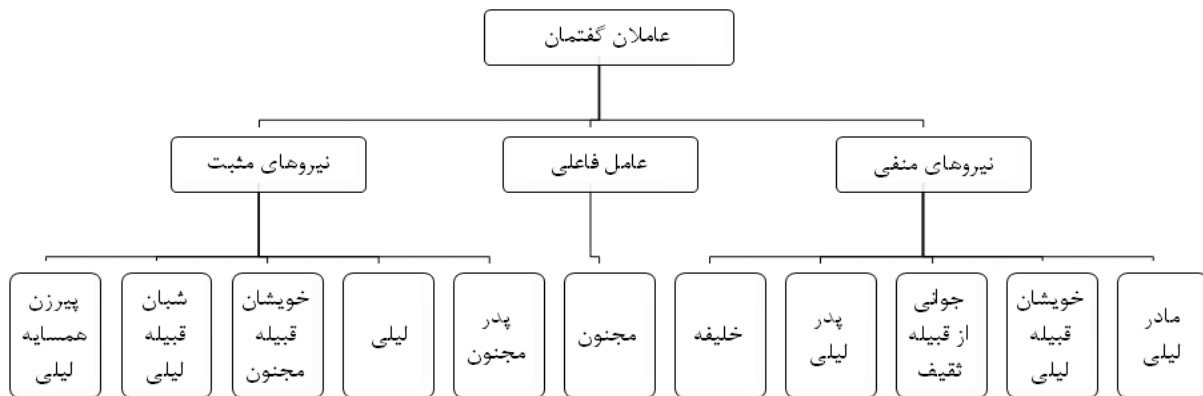 عاملان گفتمان
نیروهای منفی
عامل فاعلی
نیروهای مثبت
مادر
لیلی
خویشان
قبیله
لیلی
جوانی
از قبیله
ثقیف
پدر
لیلی
خلیفه
مجنون
پدر
مجنون
لیلی
خویشان
قبیله
مجنون
شبان
قبیله
لیلی
پیرزن
همسایه
لیلی